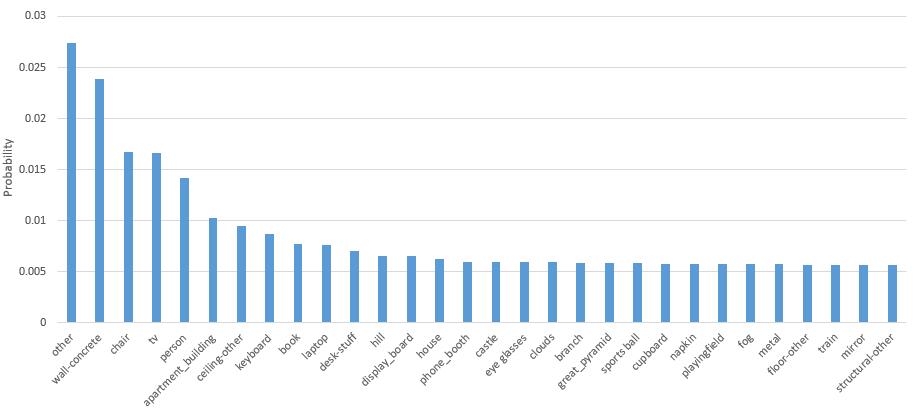 0.03
0.025
0.02
0.015
0.01
0.005
0
Probability
other
wall-concrete
chair
tv
person
apartment_building
ceiling-other
keyboard
book
laptop
desk-stuff
hill
display_board
house
phone_booth
castle
eye glasses
clouds
branch
great_pyramid
sports ball
cupboard
napkin
playingfield
fog
metal
floor-other
train
mirror
structural-other